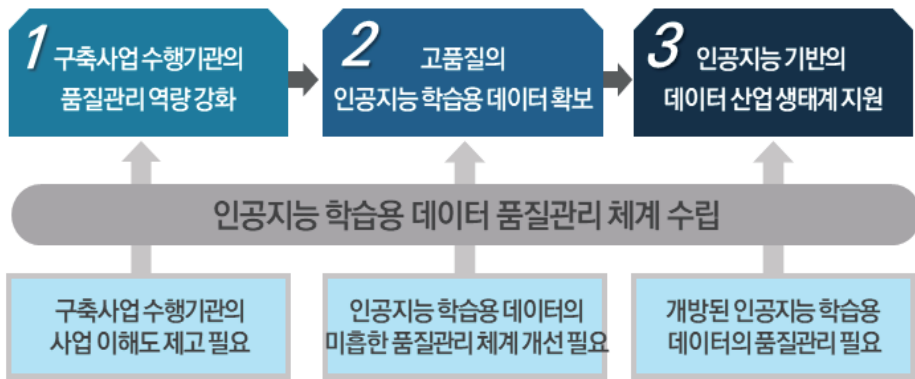 1 구축사업 수행기관의
품질관리 역량 강화
2 고품질의
인공지능 학습용 데이터 확보
3 인공지능 기반의
데이터 산업 생태계 지원
인공지능 학습용 데이터 품질관리 체계 수립
구축사업 수행기관의
사업 이해도 제고 필요
인공지능 학습용 데이터의
미흡한 품질관리 체계 개선 필요
개방된 인공지능 학습용
데이터의 품질관리 필요